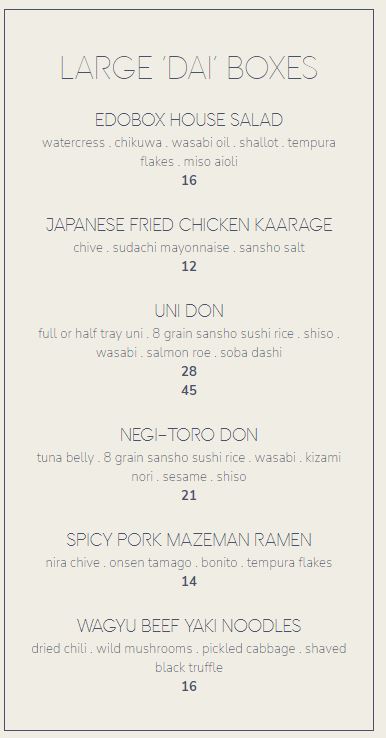 LARGE 'DAI' BOXES
EDOBOX HOUSE SALAD
watercress . chikuwa . wasabi oil . shallot . tempura
flakes . miso aioli
16
JAPANESE FRIED CHICKEN KAARAGE
chive . sudachi mayonnaise . sansho salt
12
UNI DON
full or half tray uni . 8 grain sansho sushi rice . shiso .
wasabi . salmon roe . soba dashi
28
45
NEGI-TORO DON
tuna belly . 8 grain sansho sushi rice . wasabi . kizami
nori . sesame . shiso
21
SPICY PORK MAZEMAN RAMEN
nira chive . onsen tamago . bonito . tempura flakes
14
WAGYU BEEF YAKI NOODLES
dried chili . wild mushrooms . pickled cabbage . shaved
black truffle
16